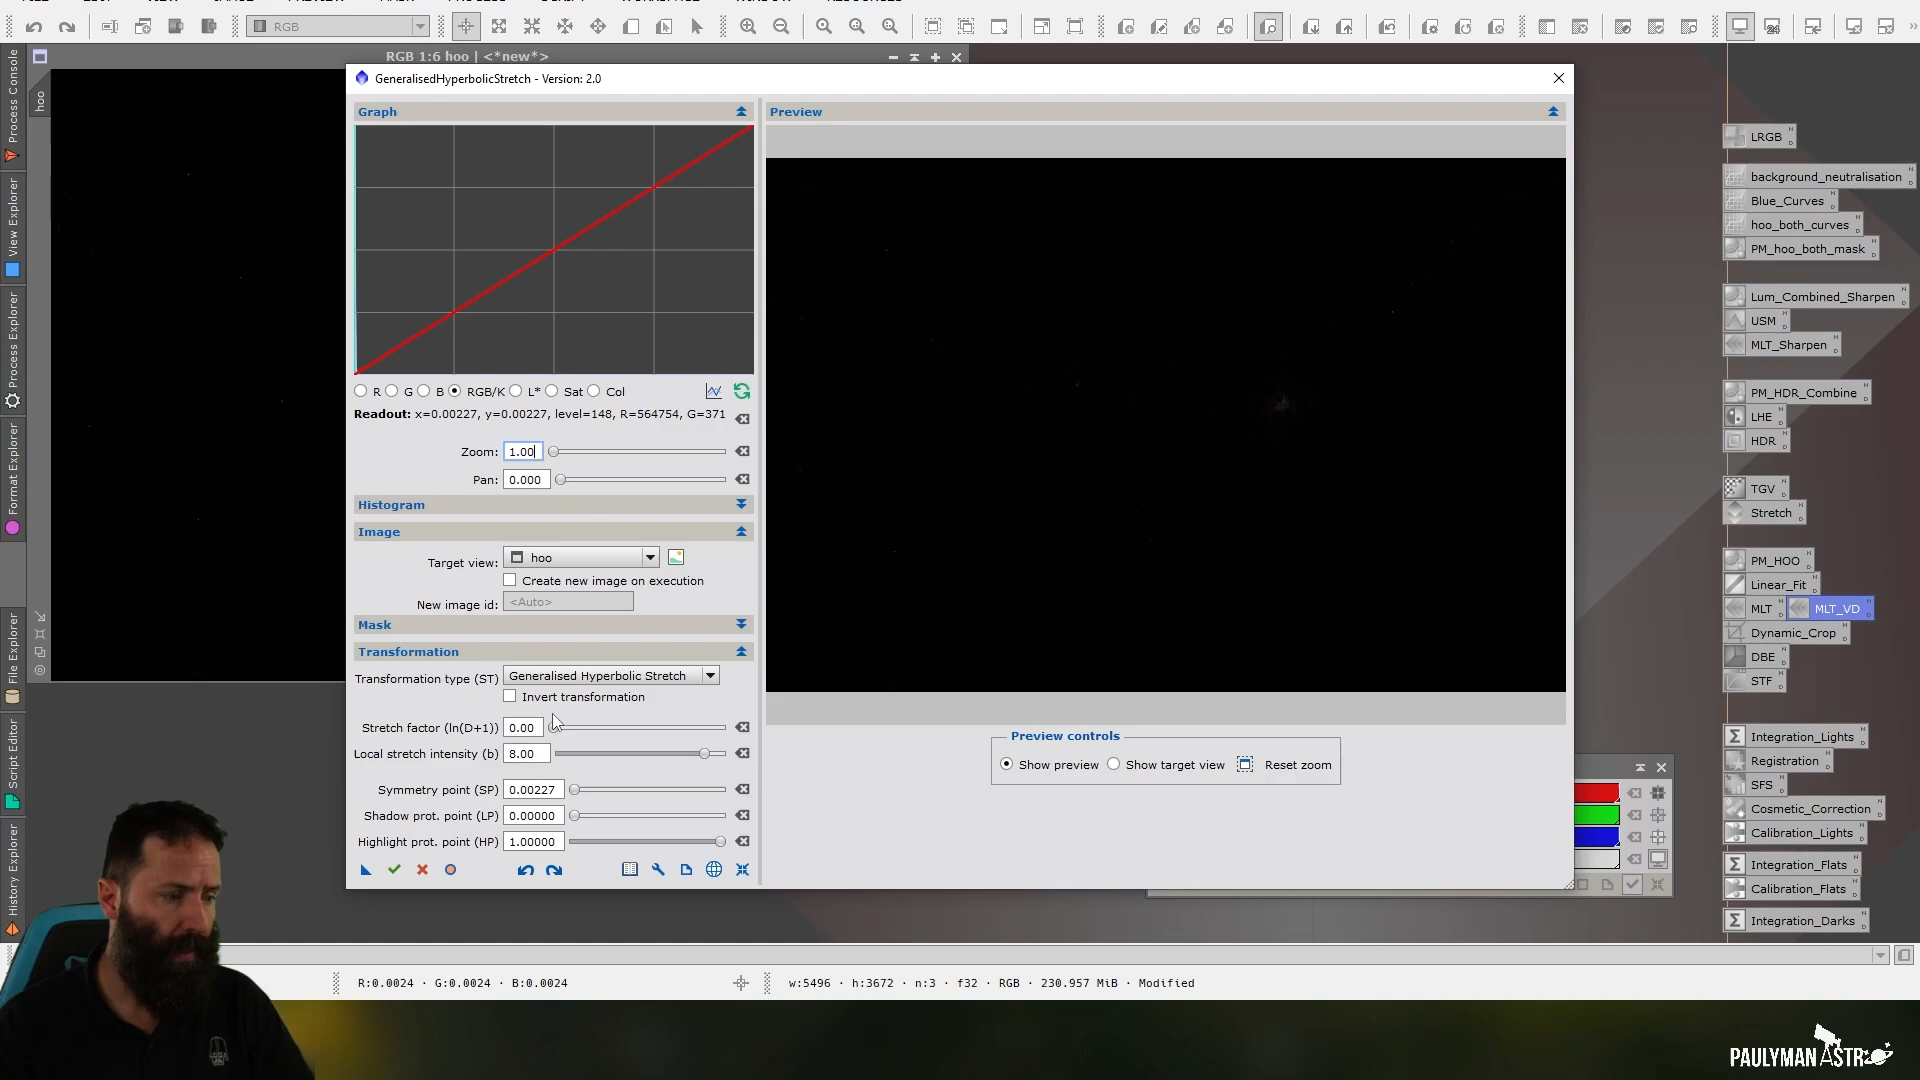 RESOURCES
RGB
24
RGB 1:6 hoo | <*new*>
Process Console
View Explorer
Process Explorer
Format Explorer
File Explorer
Script Editor
History Explorer
hoo
GeneralisedHyperbolicStretch - Version: 2.0
Graph
R G B RGB/K L* Sat Col
Readout: x=0.00227, y=0.00227, level=148, R=564754, G=371
Zoom: 1.00
Pan: 0.000
Histogram
Image
Target view: hoo
Create new image on execution
New image id: <Auto>
Mask
Transformation
Transformation type (ST) Generalised Hyperbolic Stretch
Invert transformation
Stretch factor (ln(D+1)) 0.00
Local stretch intensity (b) 8.00
Symmetry point (SP) 0.00227
Shadow prot. point (LP) 0.00000
Highlight prot. point (HP) 1.00000
Preview
Preview controls
Show preview Show target view Reset zoom
LRGB
background_neutralisation
Blue_Curves
hoo_both_curves
PM_hoo_both_mask
Lum_Combined_Sharpen
USM
MLT_Sharpen
PM_HDR_Combine
LHE
HDR
TGV
Stretch
PM_HOO
Linear_Fit
MLT MLT_VD
Dynamic_Crop
DBE
STF
Integration_Lights
Registration
SFS
Cosmetic_Correction
Calibration_Lights
Integration_Flats
Calibration_Flats
Integration_Darks
R:0.0024 · G:0.0024 · B:0.0024
w:5496 · h:3672 · n:3 · f32 · RGB · 230.957 MiB · Modified
PAULYMAN ASTRO